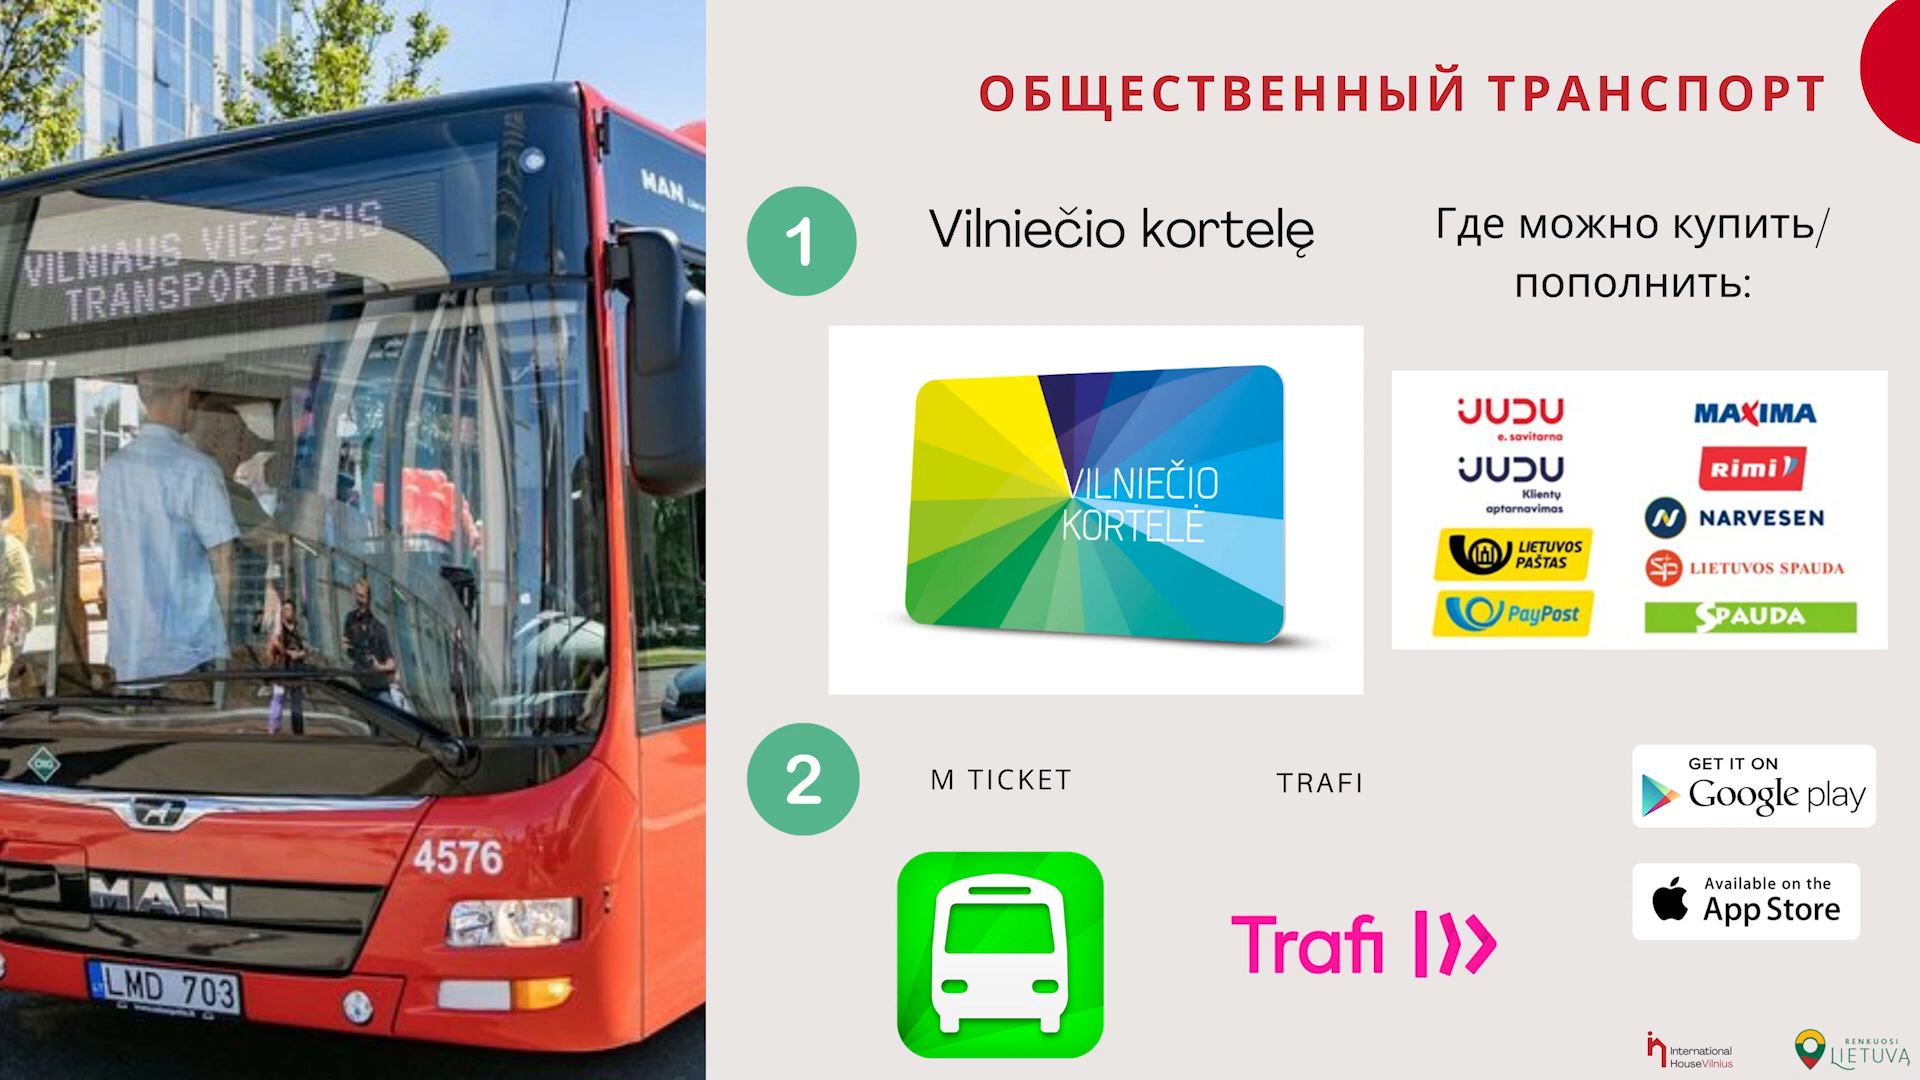 ОБЩЕСТВЕННЫЙ ТРАНСПОРТ
VILNIAUS VIEŠASIS
TRANSPORTAS
MAN
4576
MAN
LMD 703
CNG
1
Vilniečio kortelę
Где можно купить/
пополнить:
VILNIEČIO
KORTELĖ
JUDU
e. savitarna
JUDU
Klientų
aptarnavimas
LIETUVOS
PAŠTAS
PayPost
MAXIMA
Rimi
NARVESEN
LIETUVOS SPAUDA
SPAUDA
2
M TICKET
TRAFI
Trafi
GET IT ON
Google play
Available on the
App Store
International
House Vilnius
RENKUOSI
LIETUVĄ